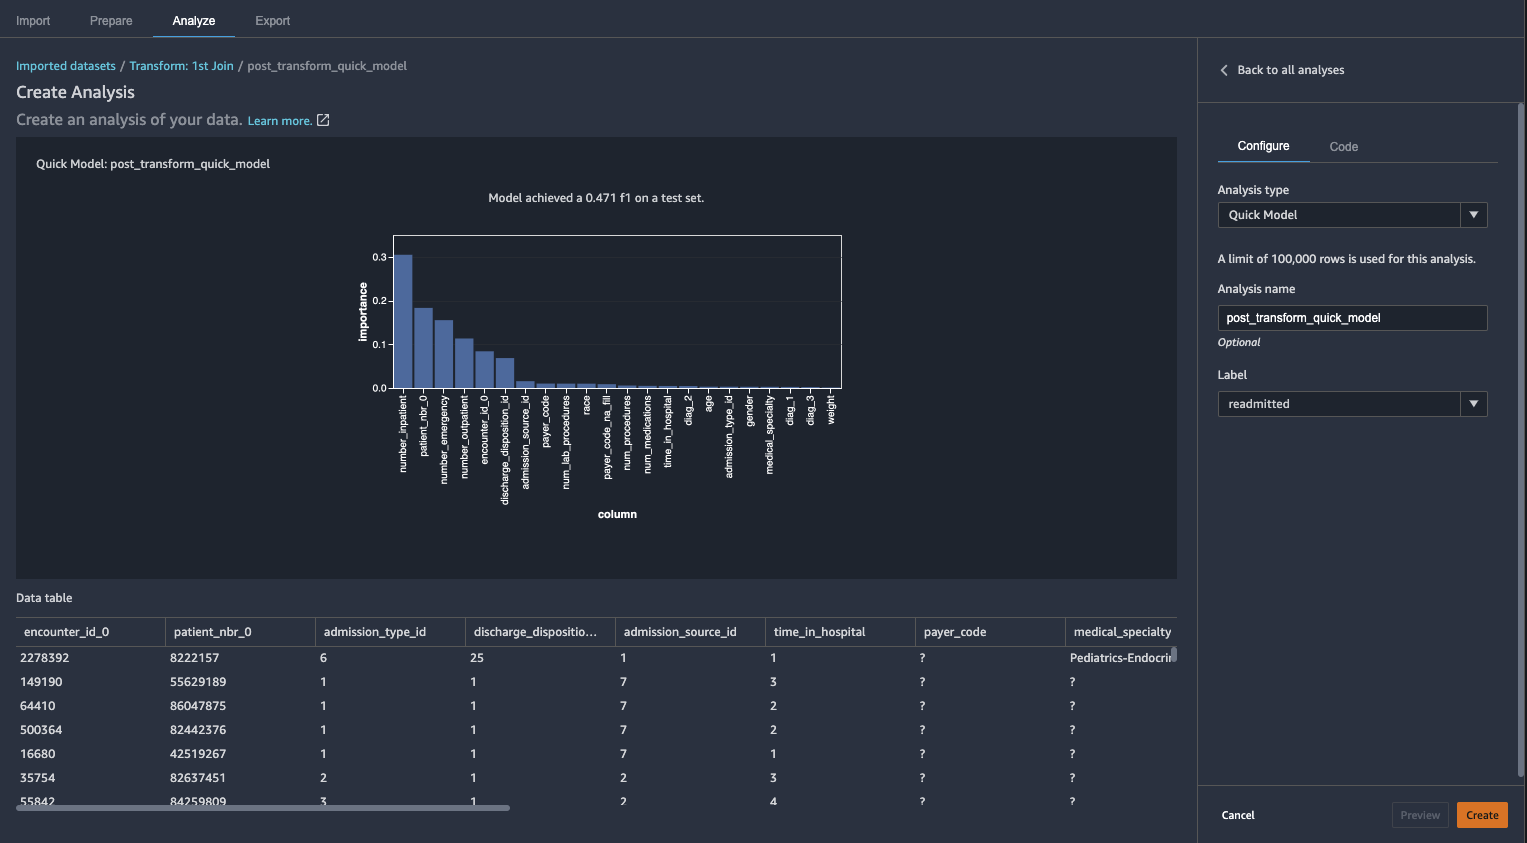 Import Prepare Analyze Export
Imported datasets / Transform: 1st Join / post_transform_quick_model
Create Analysis
Create an analysis of your data. Learn more.
Quick Model: post_transform_quick_model
Model achieved a 0.471 f1 on a test set.
importance
0.3
0.2
0.1
0.0
number_inpatient
patient_nbr_0
number_emergency
number_outpatient
encounter_id_0
discharge_disposition_id
admission_source_id
payer_code
num_lab_procedures
race
payer_code_na_fill
num_procedures
num_medications
time_in_hospital
diag_2
age
admission_type_id
gender
medical_specialty
diag_1
diag_3
weight
column
Data table
encounter_id_0 patient_nbr_0 admission_type_id discharge_dispositio... admission_source_id time_in_hospital payer_code medical_specialty
2278392 8222157 6 25 1 1 ? Pediatrics-Endocrin
149190 55629189 1 1 7 3 ? ?
64410 86047875 1 1 7 2 ? ?
500364 82442376 1 1 7 2 ? ?
16680 42519267 1 1 7 1 ? ?
35754 82637451 2 1 2 3 ? ?
55842 84259809 3 1 2 4 ? ?
Back to all analyses
Configure Code
Analysis type
Quick Model
A limit of 100,000 rows is used for this analysis.
Analysis name
post_transform_quick_model
Optional
Label
readmitted
Cancel Preview Create